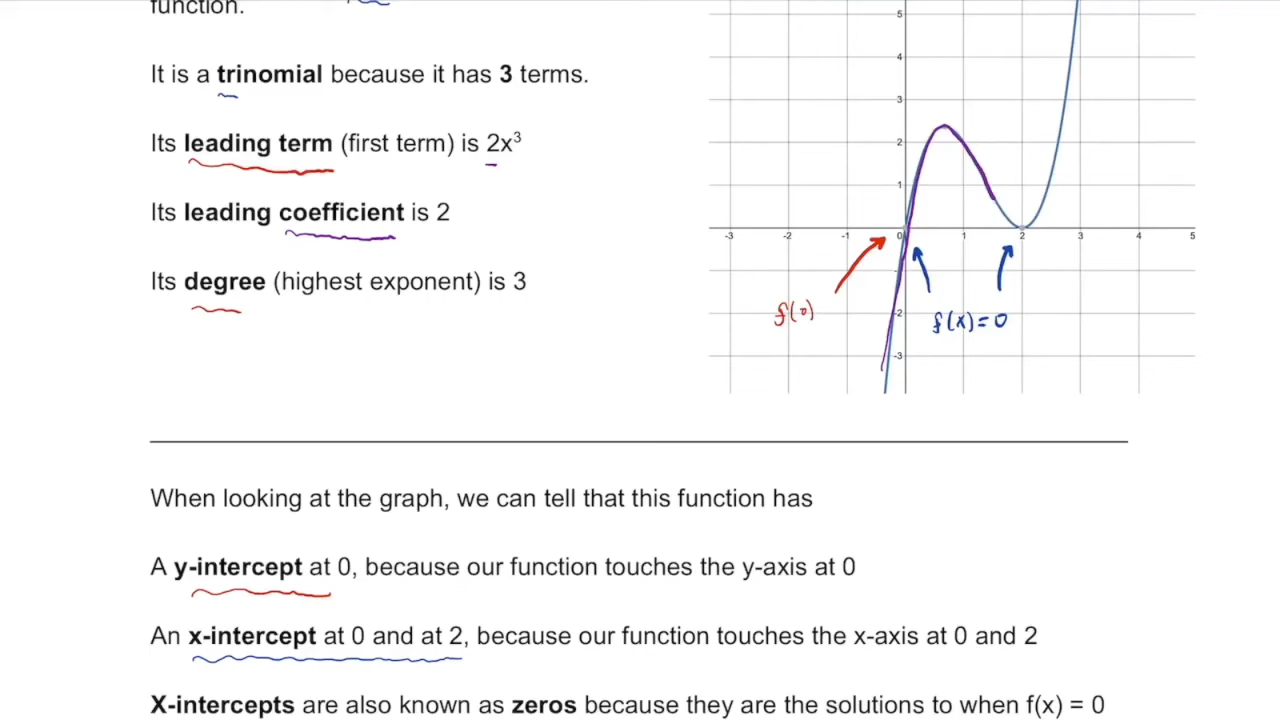 function.
It is a trinomial because it has 3 terms.
Its leading term (first term) is 2x³
Its leading coefficient is 2
Its degree (highest exponent) is 3
5
4
3
2
1
-3 -2 -1 0 1 2 3 4 5
-2
-3
f(0)
f(x)=0
When looking at the graph, we can tell that this function has
A y-intercept at 0, because our function touches the y-axis at 0
An x-intercept at 0 and at 2, because our function touches the x-axis at 0 and 2
X-intercepts are also known as zeros because they are the solutions to when f(x) = 0